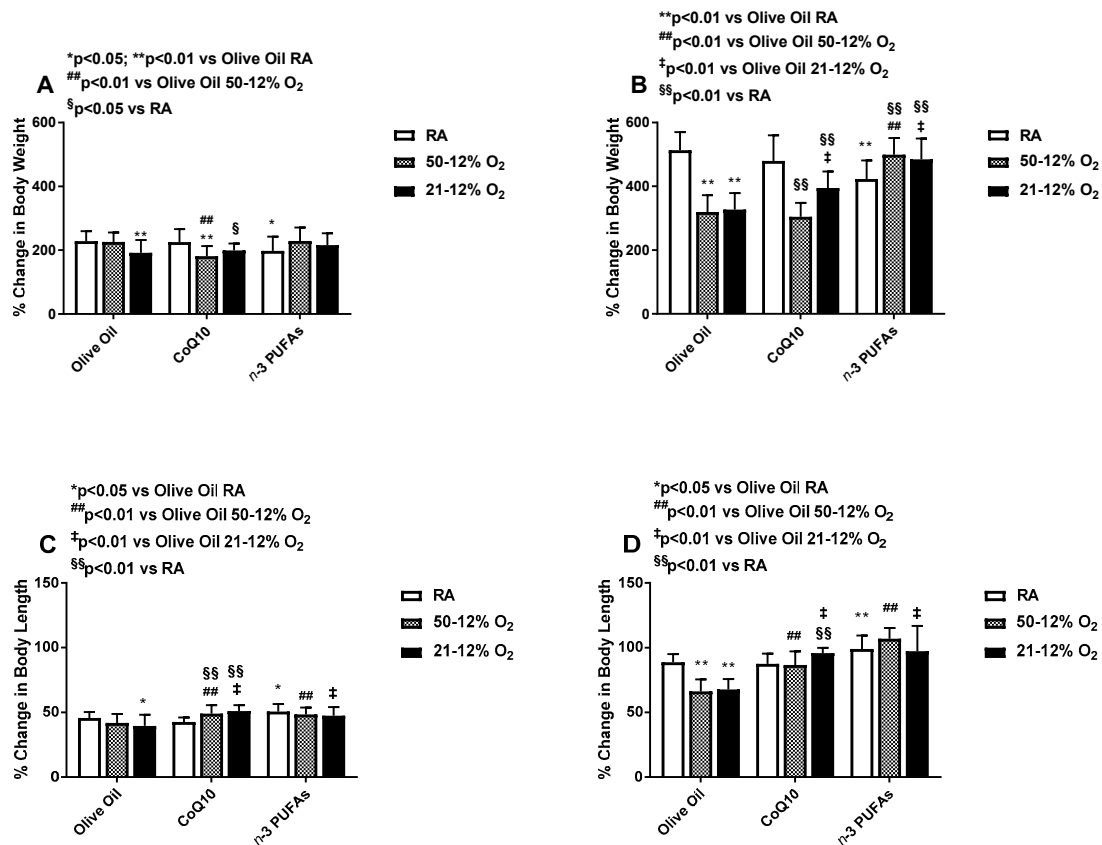 A
*p<0.05; **p<0.01 vs Olive Oil RA
##p<0.01 vs Olive Oil 50-12% O2
§p<0.05 vs RA
% Change in Body Weight
600
400
200
0
**
##
**
§
*
Olive Oil
CoQ10
n-3 PUFAs
RA
50-12% O2
21-12% O2
B
**p<0.01 vs Olive Oil RA
##p<0.01 vs Olive Oil 50-12% O2
‡p<0.01 vs Olive Oil 21-12% O2
§§p<0.01 vs RA
% Change in Body Weight
600
400
200
0
** **
§§
§§
‡
**
§§
##
§§
‡
Olive Oil
CoQ10
n-3 PUFAs
RA
50-12% O2
21-12% O2
C
*p<0.05 vs Olive Oil RA
##p<0.01 vs Olive Oil 50-12% O2
‡p<0.01 vs Olive Oil 21-12% O2
§§p<0.01 vs RA
% Change in Body Length
150
100
50
0
*
§§
##
§§
‡
*
##
‡
Olive Oil
CoQ10
n-3 PUFAs
RA
50-12% O2
21-12% O2
D
*p<0.05 vs Olive Oil RA
##p<0.01 vs Olive Oil 50-12% O2
‡p<0.01 vs Olive Oil 21-12% O2
§§p<0.01 vs RA
% Change in Body Length
150
100
50
0
** **
##
‡
§§
**
##
‡
Olive Oil
CoQ10
n-3 PUFAs
RA
50-12% O2
21-12% O2